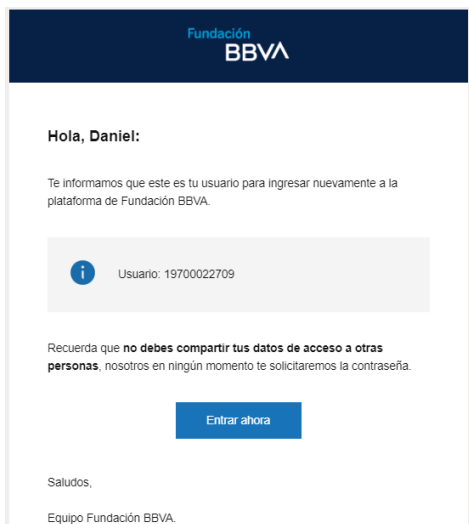 Fundación
BBVA
Hola, Daniel:
Te informamos que este es tu usuario para ingresar nuevamente a la
plataforma de Fundación BBVA.
i
Usuario: 19700022709
Recuerda que no debes compartir tus datos de acceso a otras
personas, nosotros en ningún momento te solicitaremos la contraseña.
Entrar ahora
Saludos,
Equipo Fundación BBVA.